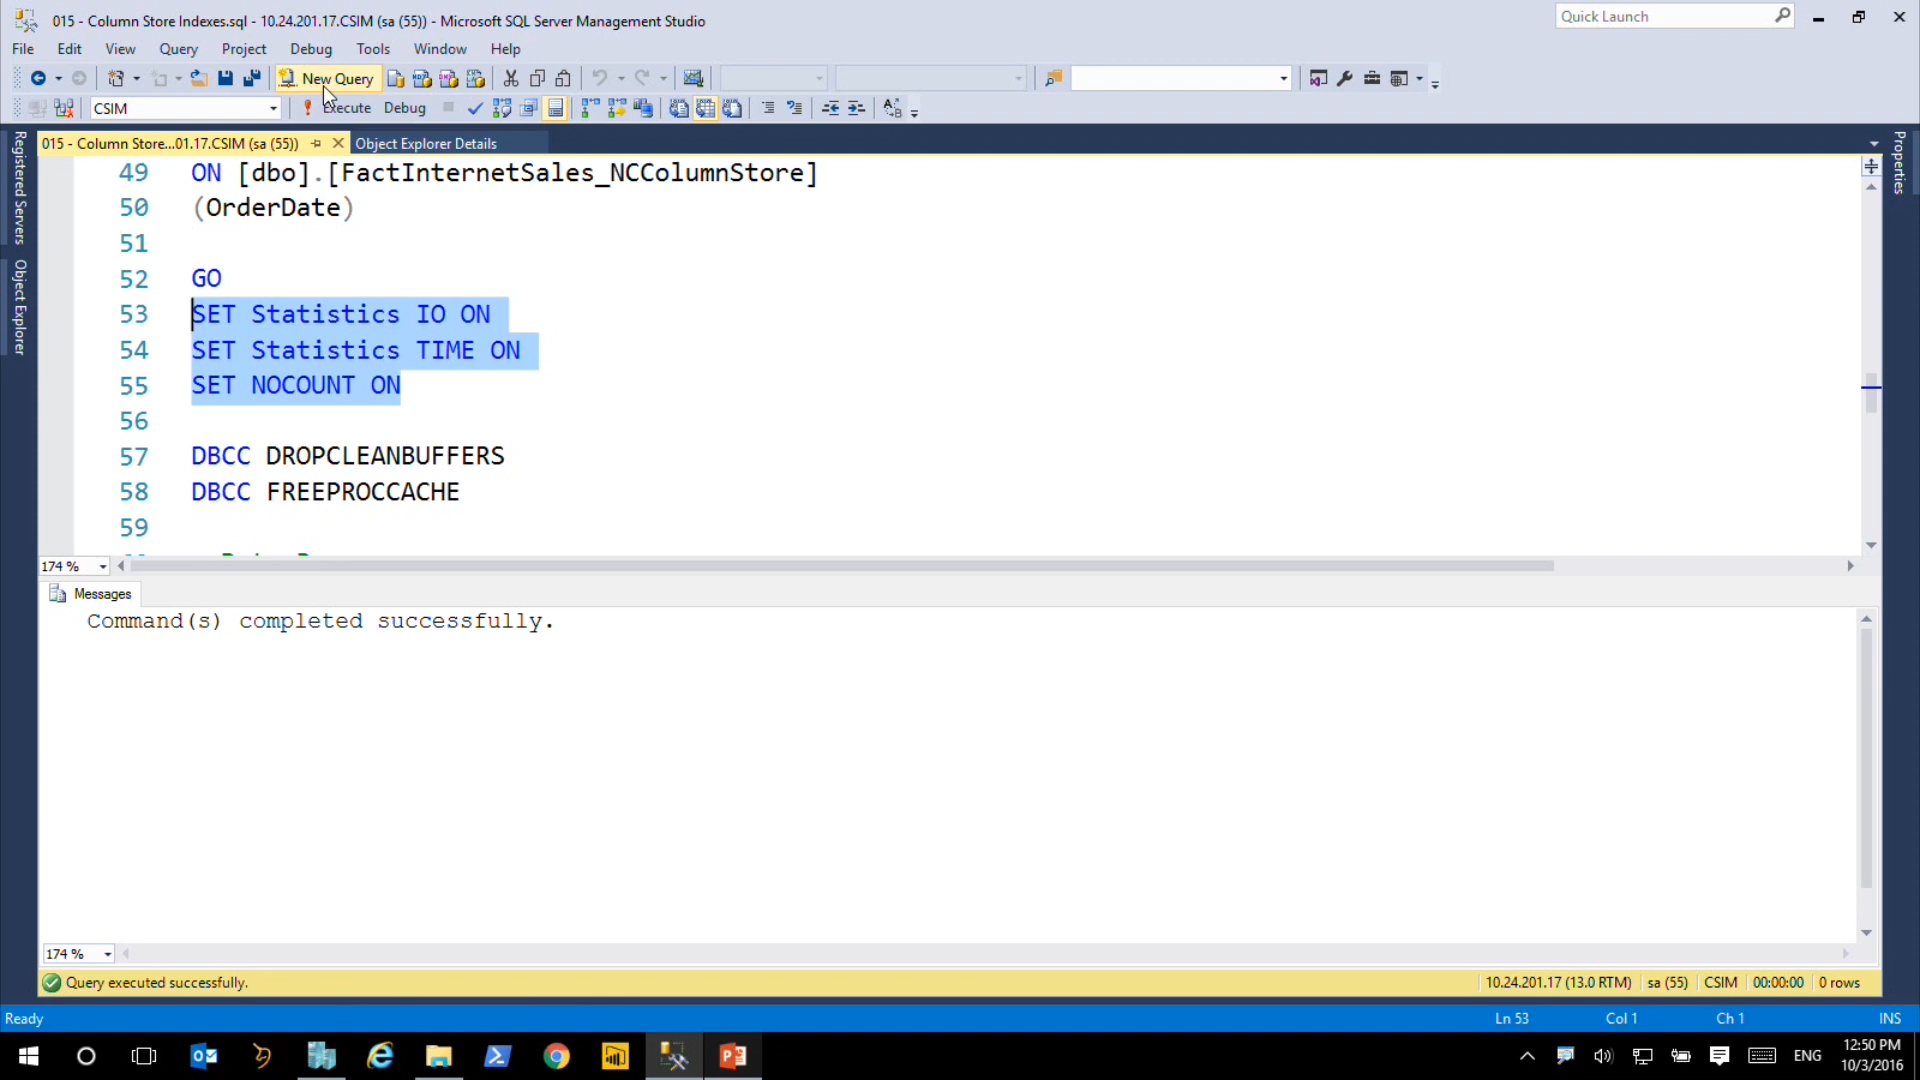 015 - Column Store Indexes.sql - 10.24.201.17.CSIM (sa (55)) - Microsoft SQL Server Management Studio
Quick Launch
File Edit View Query Project Debug Tools Window Help
New Query
CSIM
Execute Debug
015 - Column Store...01.17.CSIM (sa (55))
Object Explorer Details
Registered Servers
Object Explorer
Properties
49 ON [dbo].[FactInternetSales_NCColumnStore]
50 (OrderDate)
51
52 GO
53 SET Statistics IO ON
54 SET Statistics TIME ON
55 SET NOCOUNT ON
56
57 DBCC DROPCLEANBUFFERS
58 DBCC FREEPROCCACHE
59
174 %
Messages
Command(s) completed successfully.
174 %
Query executed successfully.
10.24.201.17 (13.0 RTM) sa (55) CSIM 00:00:00 0 rows
Ready
Ln 53 Col 1 Ch 1 INS
ENG
12:50 PM
10/3/2016